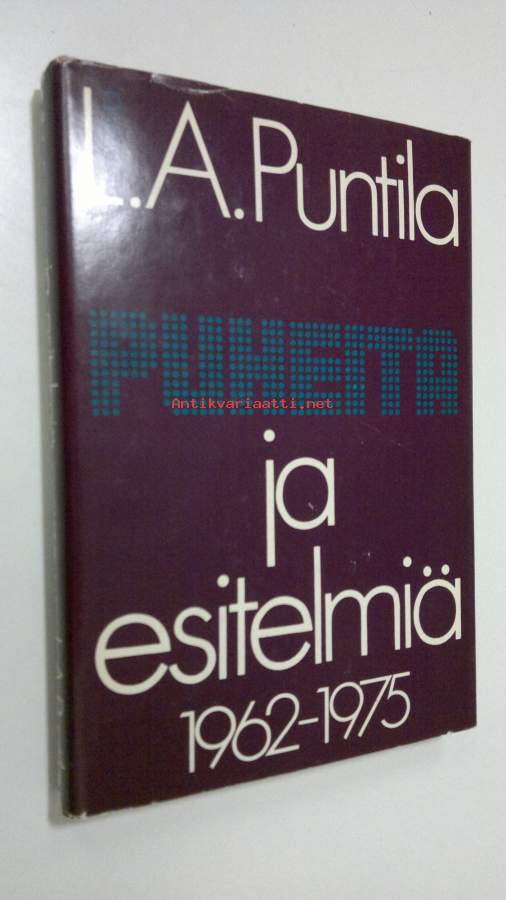 L.A. Puntila
PUHEITA
Antikvariaatti.net
ja
esitelmiä
1962-1975